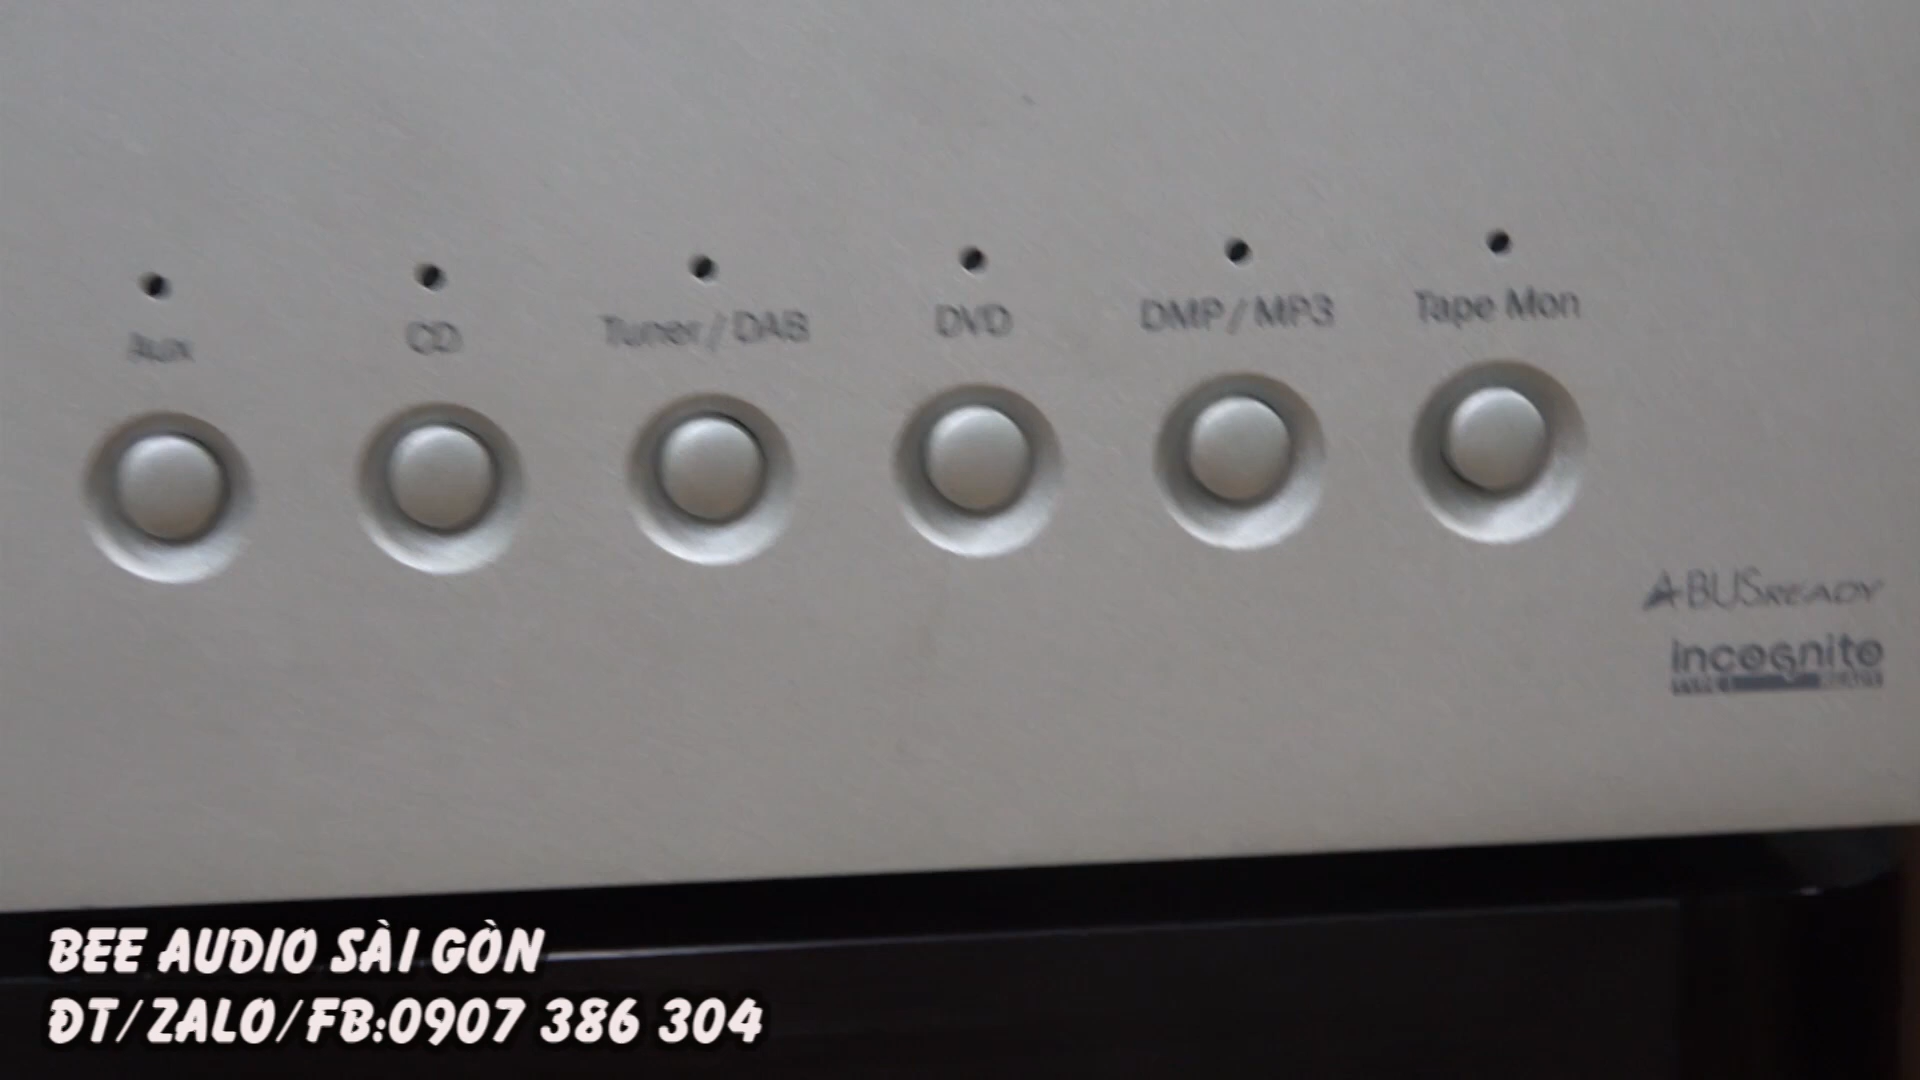 Aux
CD
Tuner / DAB
DVD
DMP / MP3
Tape Mon
A-BUS READY
incognito
BEE AUDIO SÀI GÒN
ĐT/ZALO/FB:0907 386 304